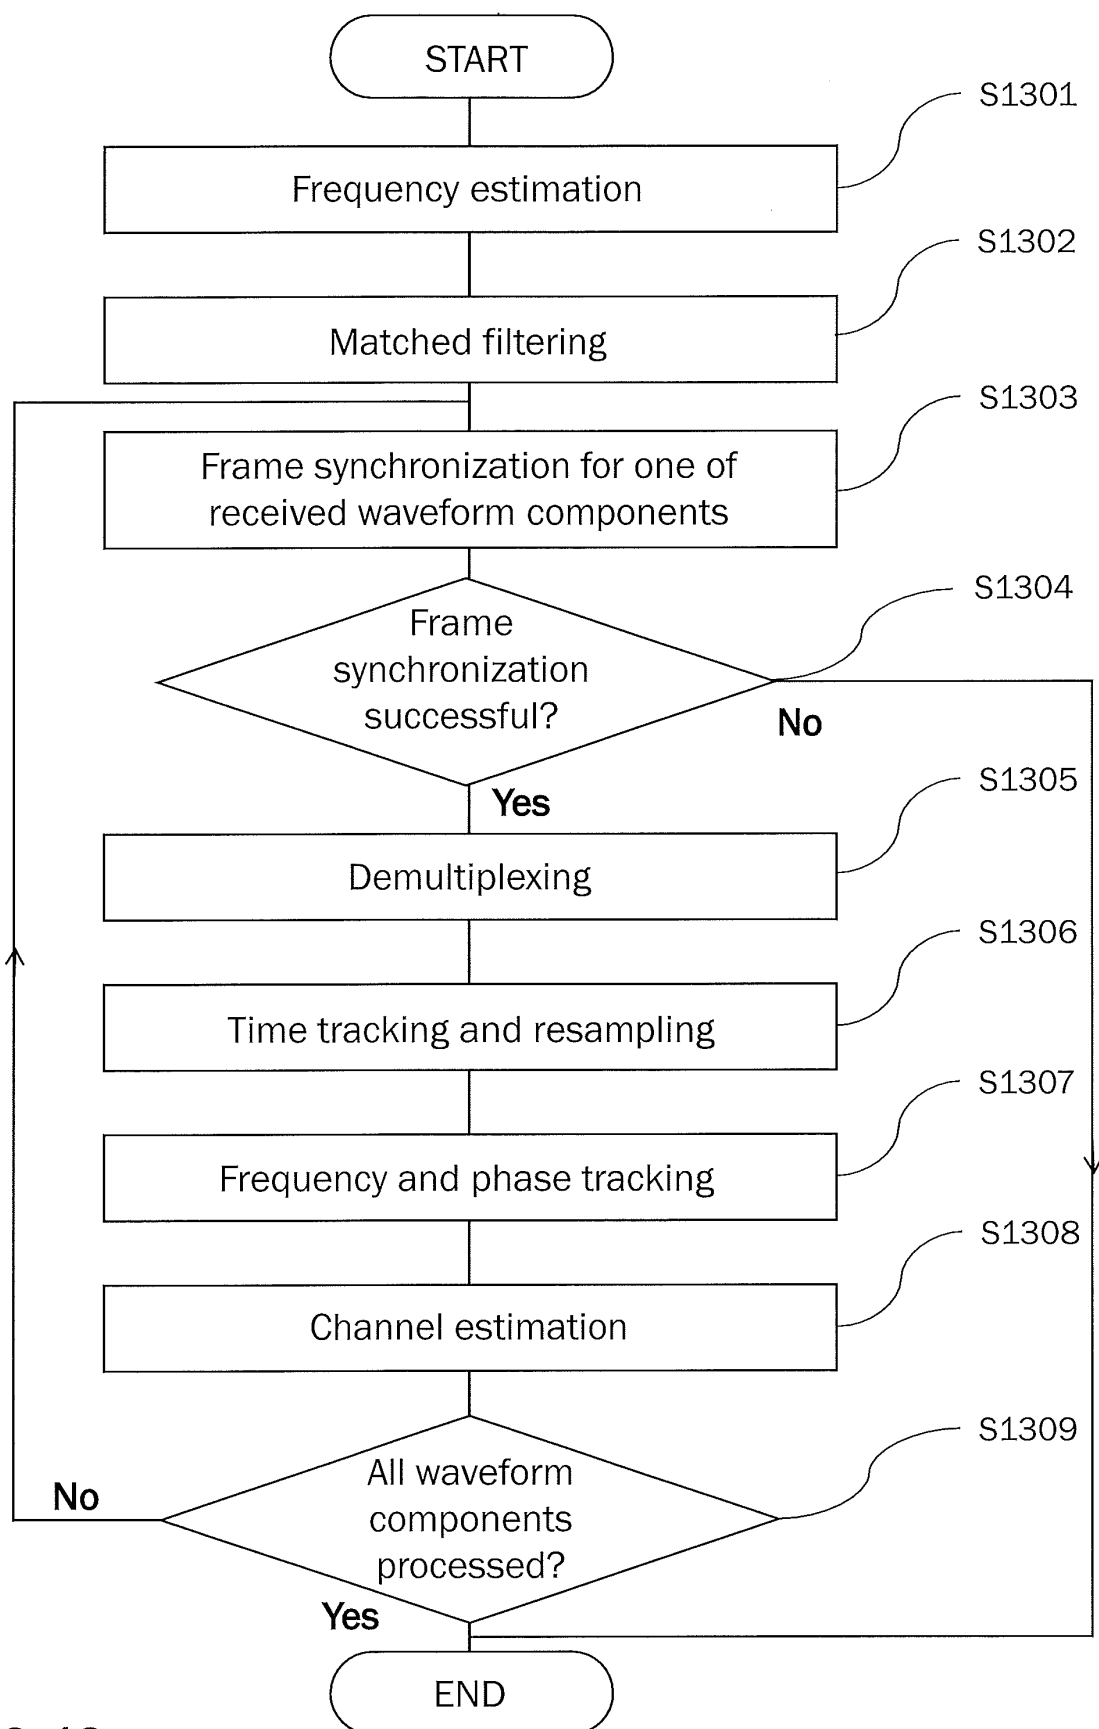 START
S1301
Frequency estimation
S1302
Matched filtering
S1303
Frame synchronization for one of
received waveform components
S1304
Frame
synchronization
successful?
No
Yes
S1305
Demultiplexing
S1306
Time tracking and resampling
S1307
Frequency and phase tracking
S1308
Channel estimation
S1309
All waveform
components
processed?
No
Yes
END